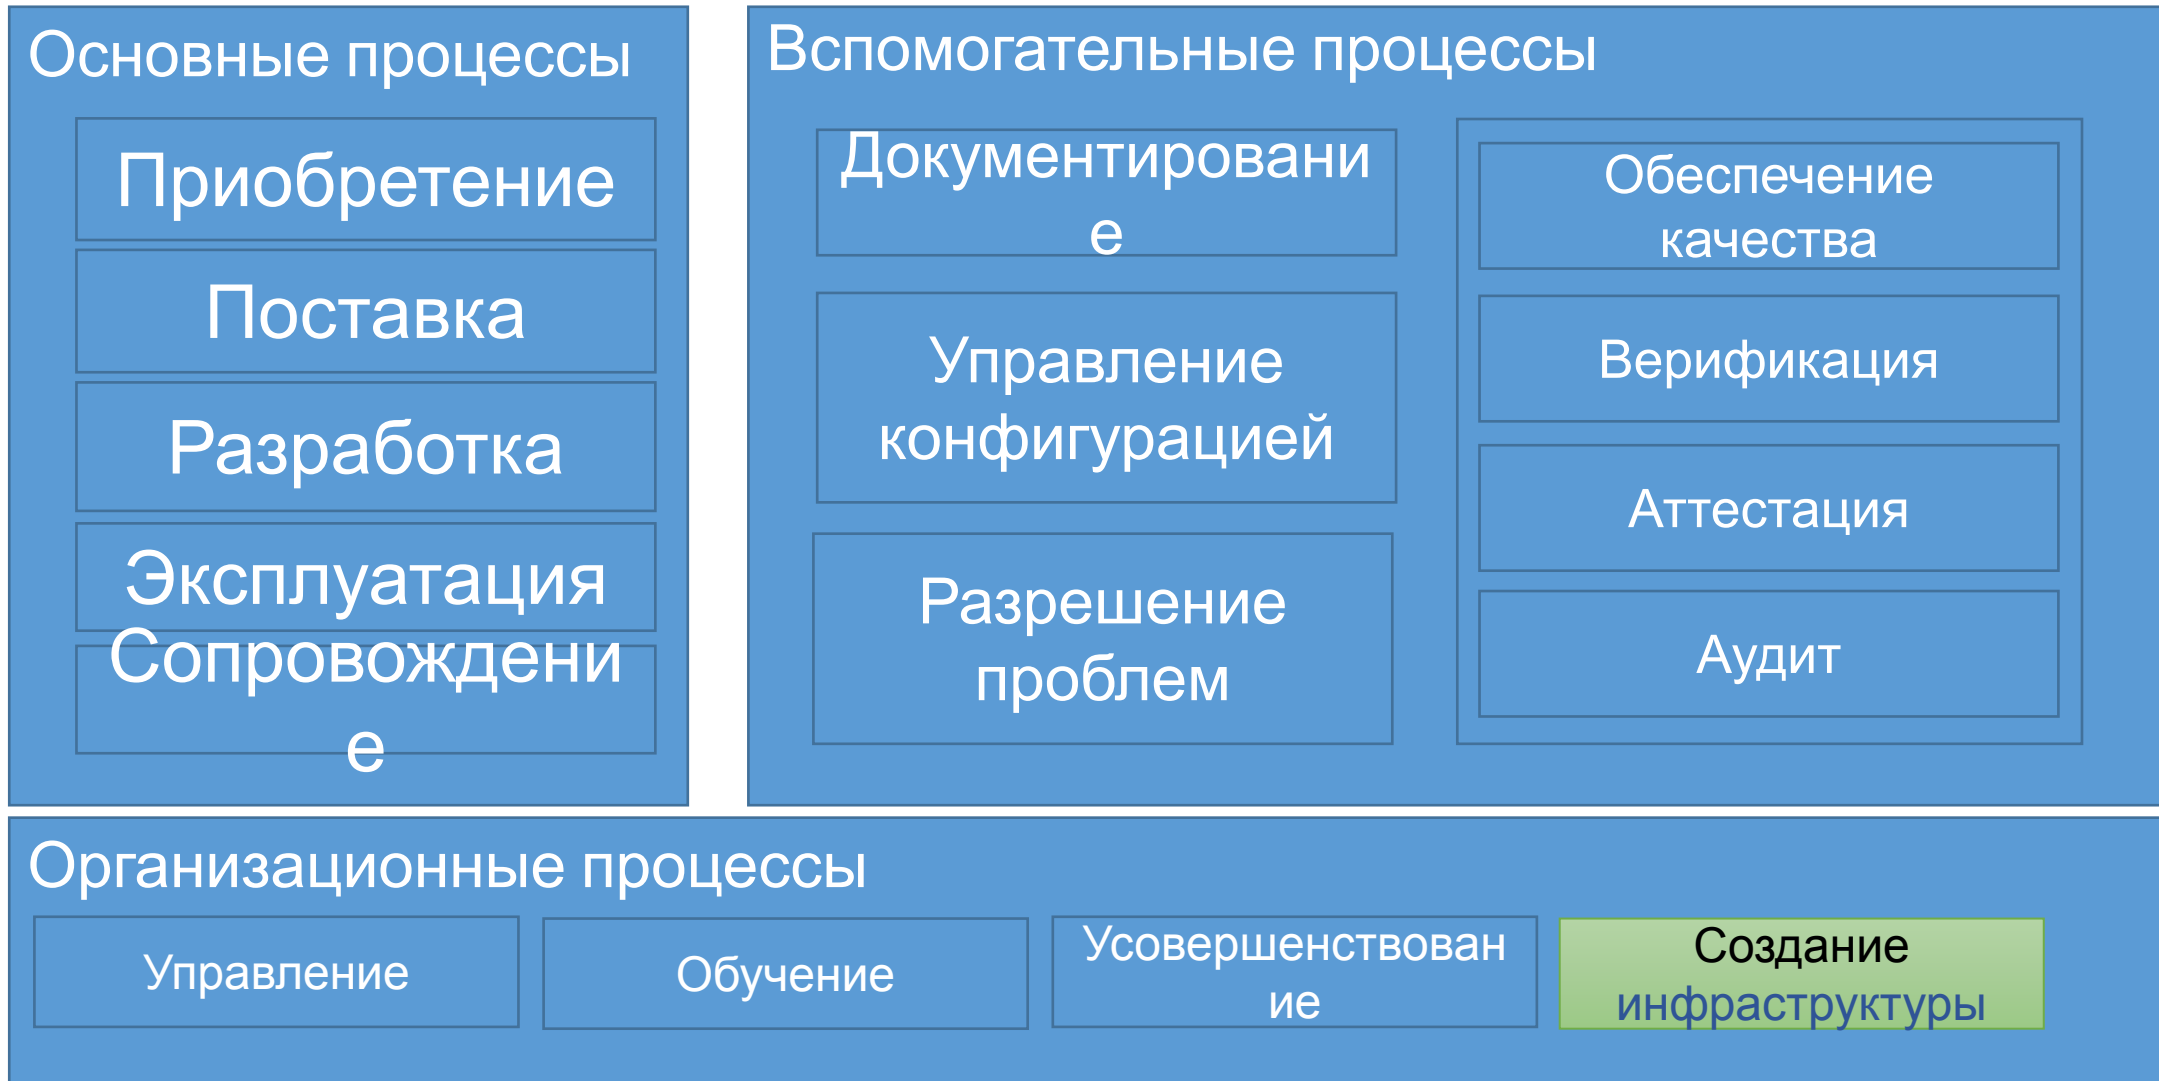 Основные процессы
Приобретение
Поставка
Разработка
Эксплуатация
Сопровождени
е
Вспомогательные процессы
Документировани
е
Управление
конфигурацией
Разрешение
проблем
Обеспечение
качества
Верификация
Аттестация
Аудит
Организационные процессы
Управление
Обучение
Усовершенствован
ие
Создание
инфраструктуры